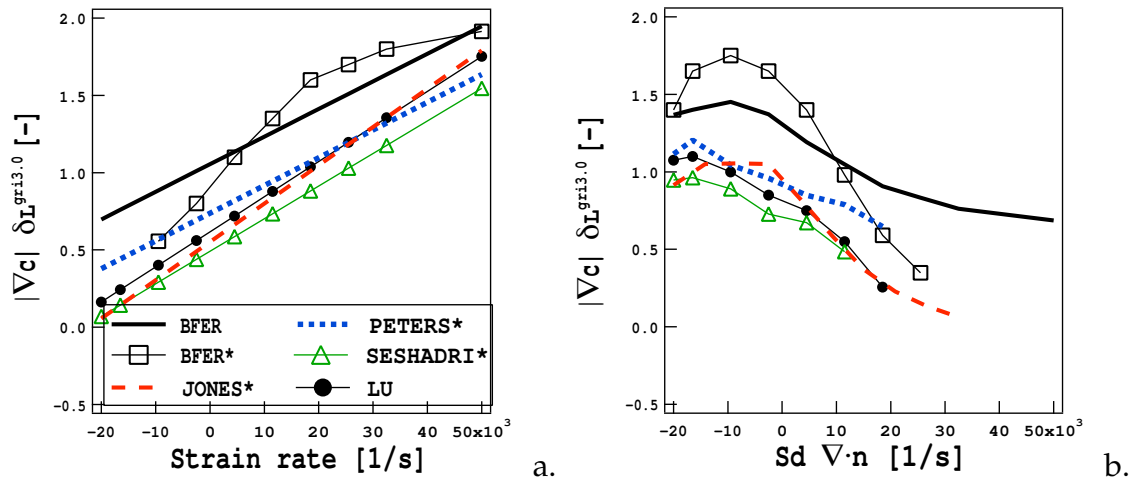 |∇c| δL^gri3.0 [-]
2.0
1.5
1.0
0.5
0.0
-0.5
BFER
BFER*
JONES*
PETERS*
SESHADRI*
LU
-20 -10 0 10 20 30 40 50x10³
Strain rate [1/s]
a.
|∇c| δL^gri3.0 [-]
2.0
1.5
1.0
0.5
0.0
-0.5
-20 -10 0 10 20 30 40 50x10³
Sd ∇·n [1/s]
b.